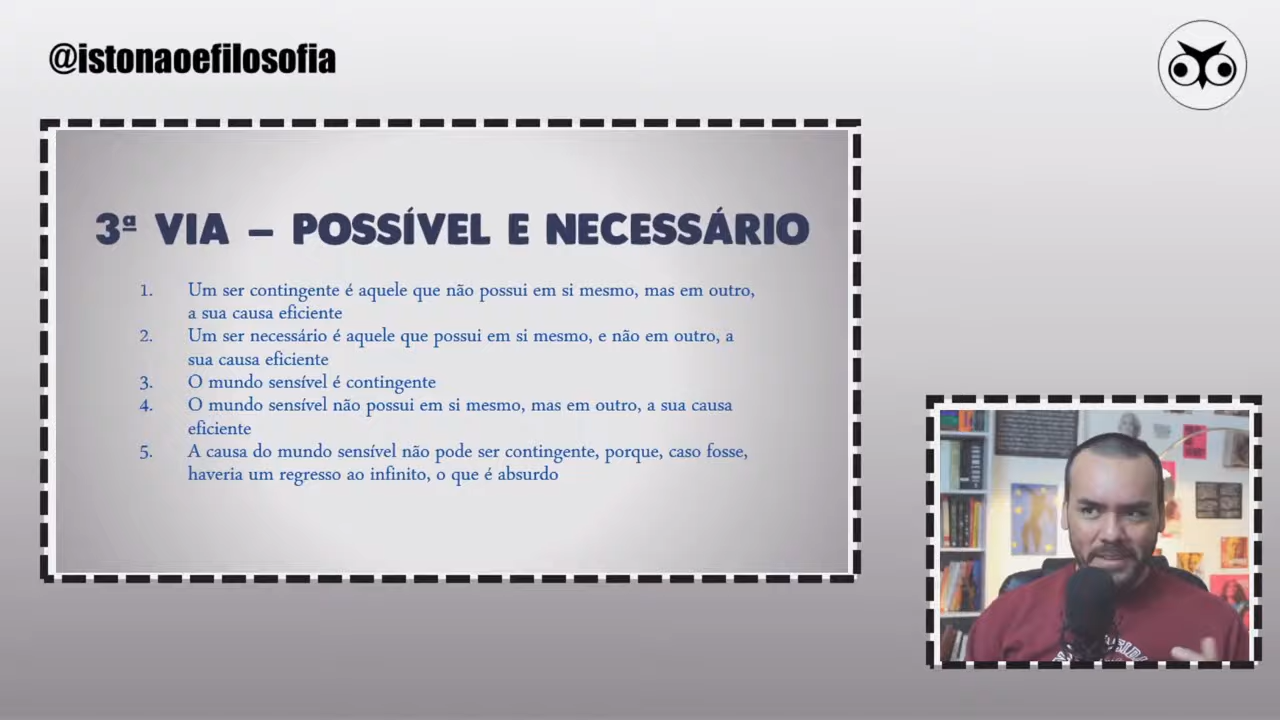 @istonaoefilosofia
3ª VIA – POSSÍVEL E NECESSÁRIO
1. Um ser contingente é aquele que não possui em si mesmo, mas em outro,
a sua causa eficiente
2. Um ser necessário é aquele que possui em si mesmo, e não em outro, a
sua causa eficiente
3. O mundo sensível é contingente
4. O mundo sensível não possui em si mesmo, mas em outro, a sua causa
eficiente
5. A causa do mundo sensível não pode ser contingente, porque, caso fosse,
haveria um regresso ao infinito, o que é absurdo